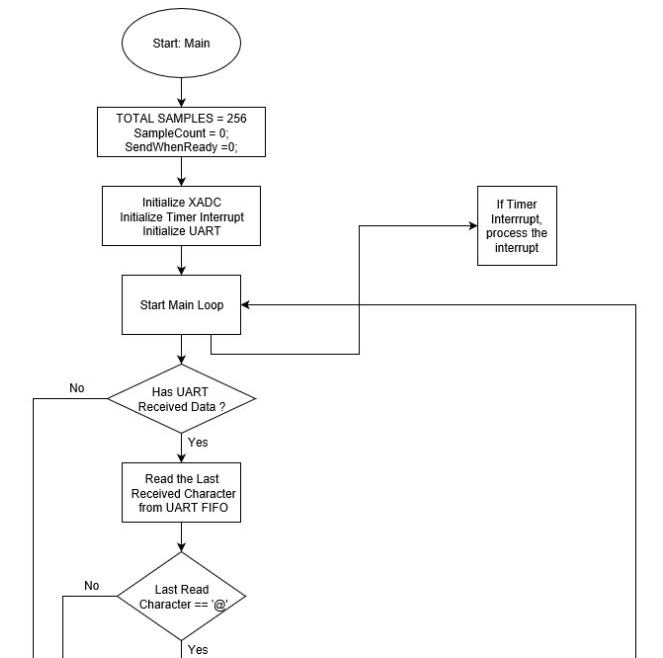 Start: Main
TOTAL SAMPLES = 256
SampleCount = 0;
SendWhenReady =0;
Initialize XADC
Initialize Timer Interrupt
Initialize UART
If Timer
Interrrupt,
process the
interrupt
Start Main Loop
No
Has UART
Received Data ?
Yes
Read the Last
Received Character
from UART FIFO
No
Last Read
Character == '@'
Yes